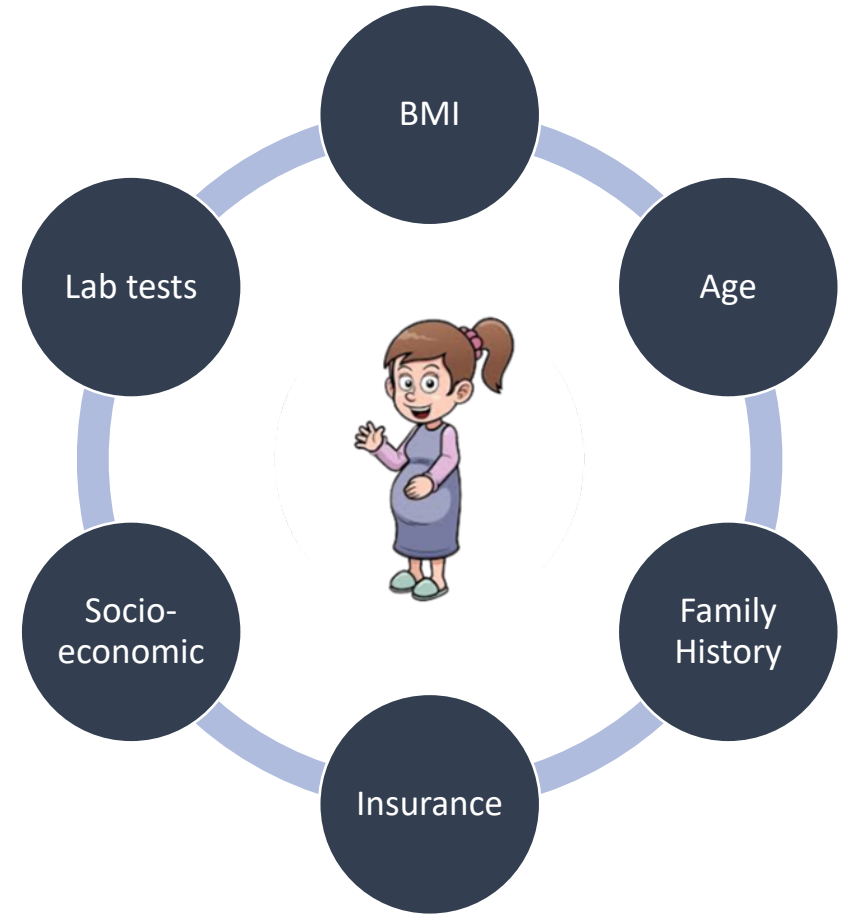 BMI
Age
Family
History
Insurance
Socio-
economic
Lab tests